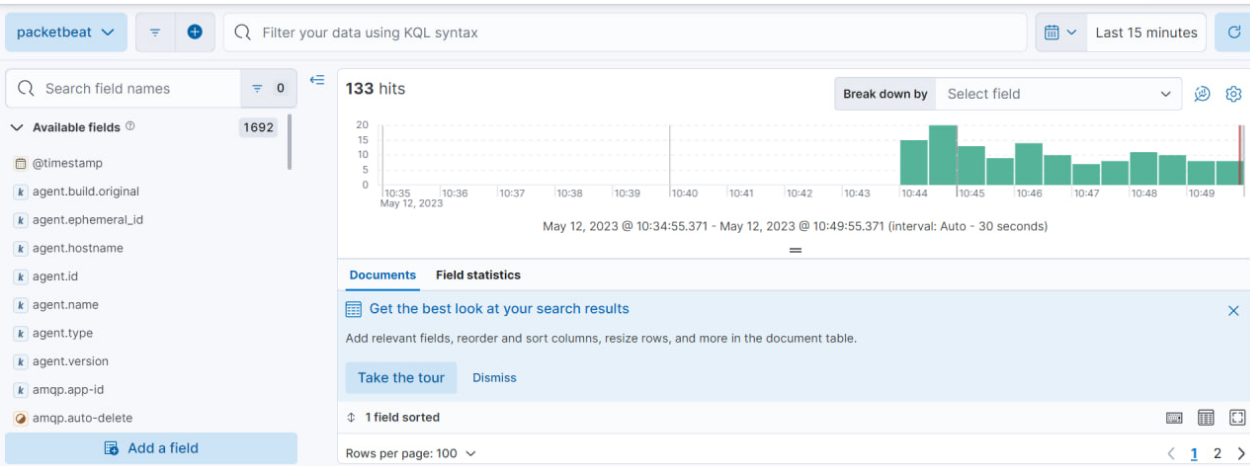 packetbeat
Filter your data using KQL syntax
Last 15 minutes
Search field names
0
Available fields
1692
@timestamp
k agent.build.original
k agent.ephemeral_id
k agent.hostname
k agent.id
k agent.name
k agent.type
k agent.version
k amqp.app-id
amqp.auto-delete
Add a field
133 hits
Break down by Select field
20
15
10
5
0
10:35 10:36 10:37 10:38 10:39 10:40 10:41 10:42 10:43 10:44 10:45 10:46 10:47 10:48 10:49
May 12, 2023
May 12, 2023 @ 10:34:55.371 - May 12, 2023 @ 10:49:55.371 (interval: Auto - 30 seconds)
Documents Field statistics
Get the best look at your search results
Add relevant fields, reorder and sort columns, resize rows, and more in the document table.
Take the tour Dismiss
1 field sorted
Rows per page: 100
1 2